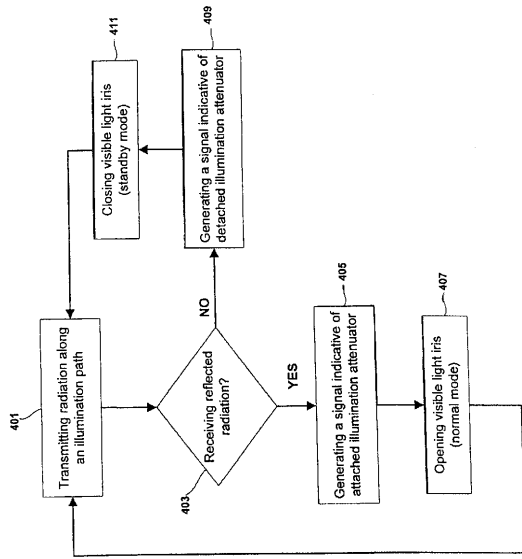 401
Transmitting radiation along
an illumination path
403
Receiving reflected
radiation?
NO
YES
405
Generating a signal indicative of
attached illumination attenuator
407
Opening visible light iris
(normal mode)
409
Generating a signal indicative of
detached illumination attenuator
411
Closing visible light iris
(standby mode)